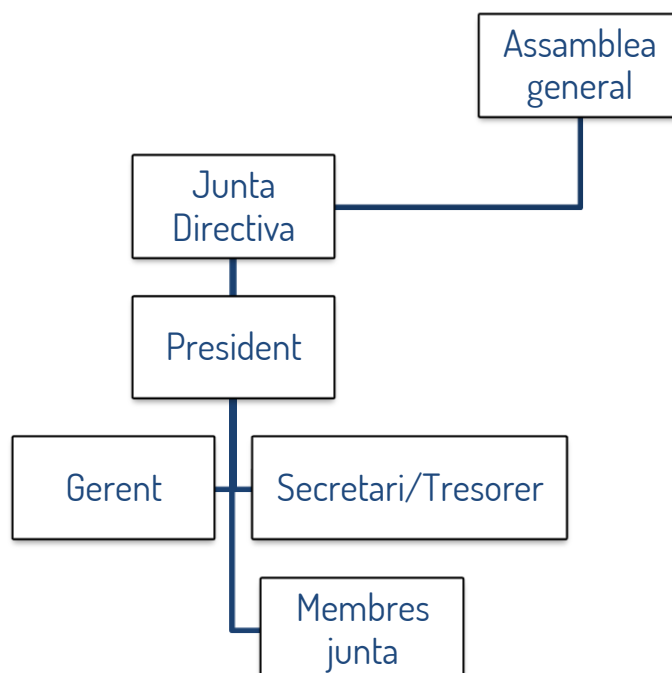 Assamblea
general
Junta
Directiva
President
Gerent
Secretari/Tresorer
Membres
junta